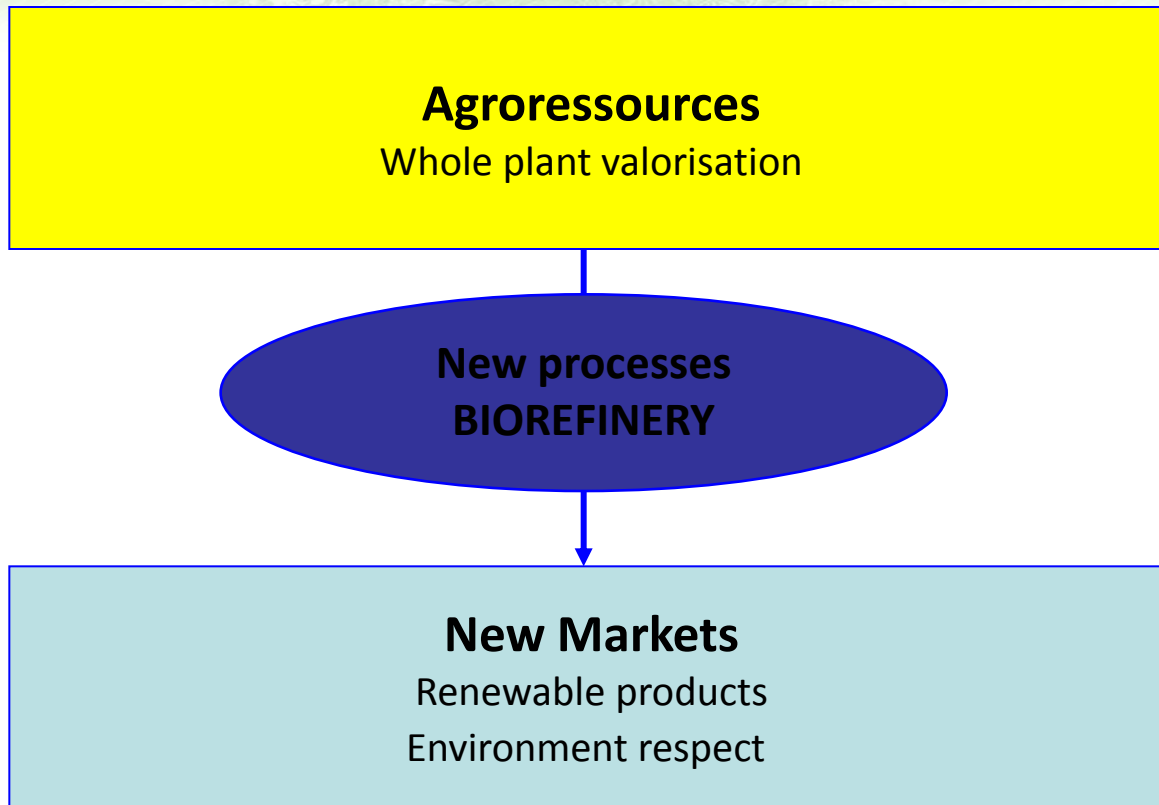 Agroressources
Whole plant valorisation
New processes
BIOREFINERY
New Markets
Renewable products
Environment respect